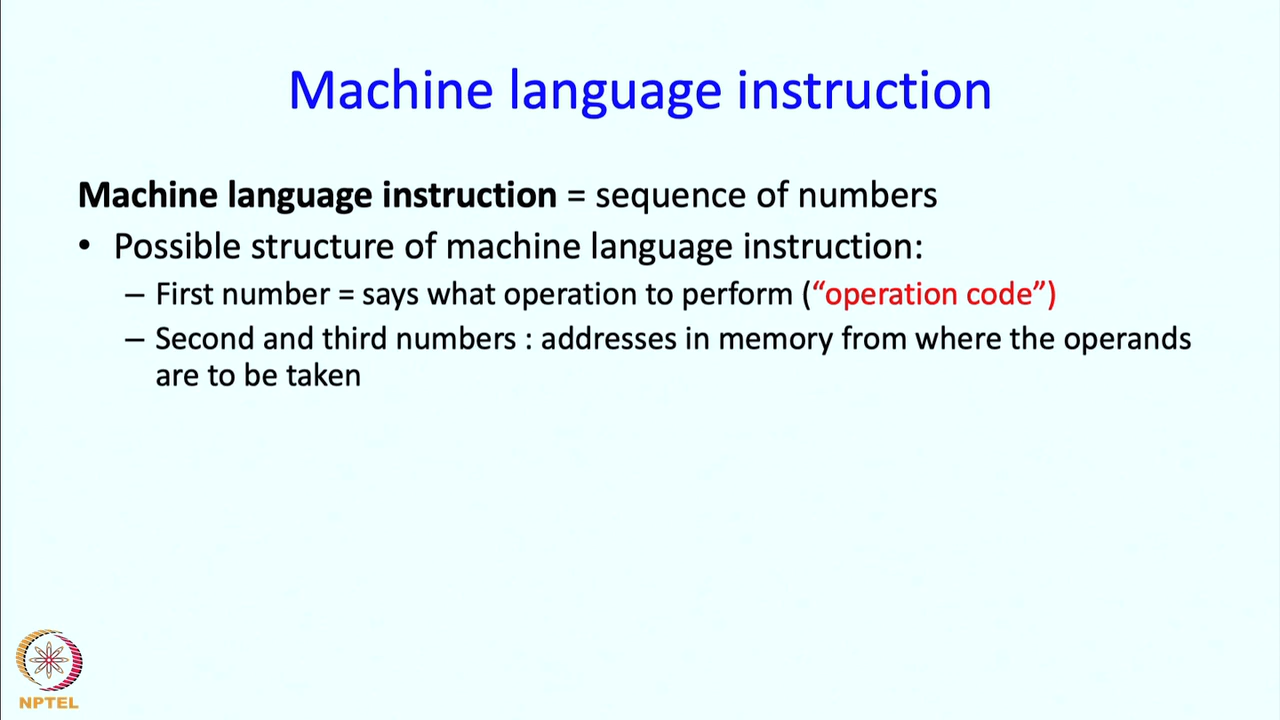 Machine language instruction
Machine language instruction = sequence of numbers
• Possible structure of machine language instruction:
– First number = says what operation to perform (“operation code”)
– Second and third numbers : addresses in memory from where the operands
are to be taken
NPTEL